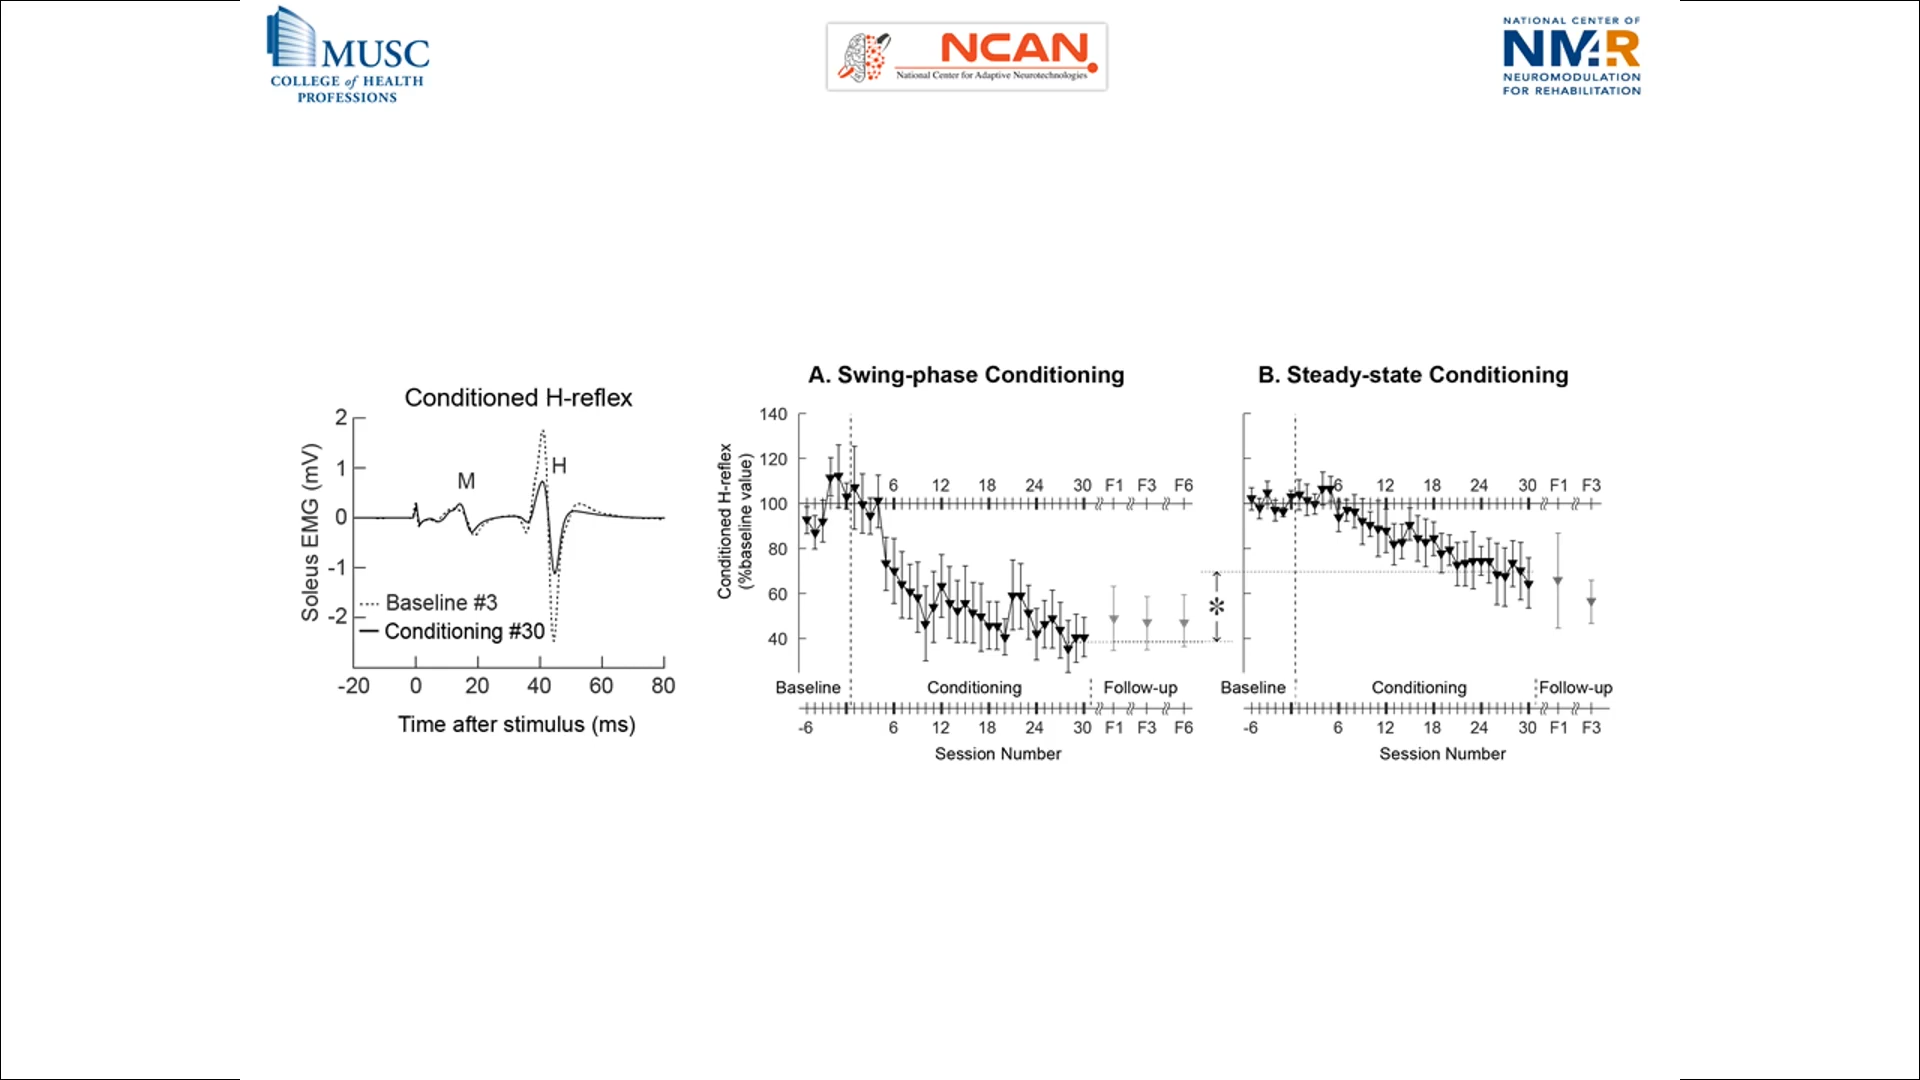 MUSC
COLLEGE of HEALTH
PROFESSIONS
NCAN
National Center for Adaptive Neurotechnologies
NATIONAL CENTER OF
NM4R
NEUROMODULATION
FOR REHABILITATION
Conditioned H-reflex
Soleus EMG (mV)
2
1
0
-1
-2
M
H
Baseline #3
Conditioning #30
-20 0 20 40 60 80
Time after stimulus (ms)
A. Swing-phase Conditioning
Conditioned H-reflex
(%baseline value)
140
120
100
80
60
40
6 12 18 24 30 F1 F3 F6
Baseline Conditioning Follow-up
-6 6 12 18 24 30 F1 F3 F6
Session Number
*
B. Steady-state Conditioning
6 12 18 24 30 F1 F3
Baseline Conditioning Follow-up
-6 6 12 18 24 30 F1 F3
Session Number